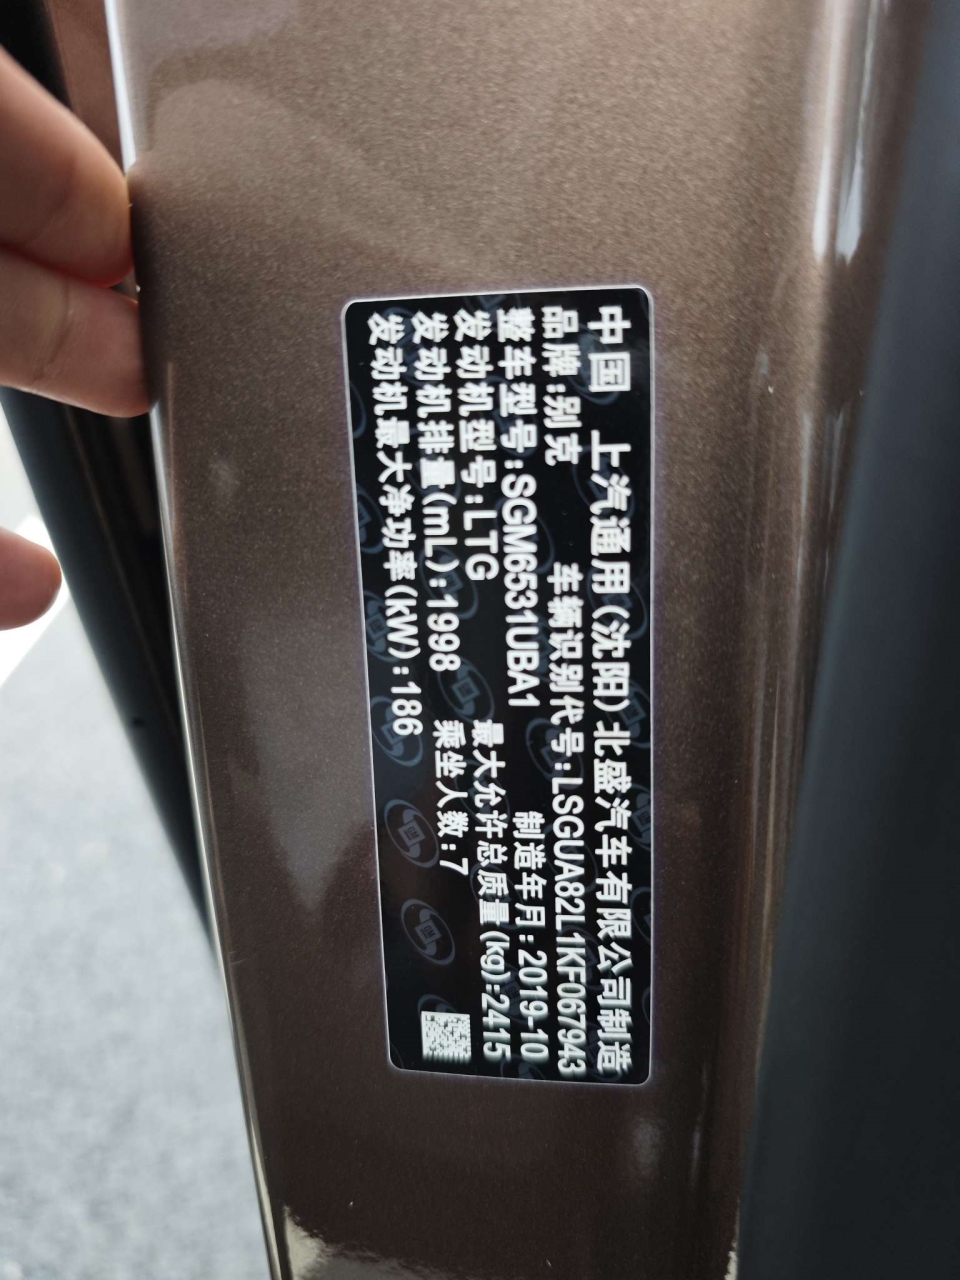 中国 上汽通用(沈阳)北盛汽车有限公司制造
品牌:别克 车辆识别代号:LSGUA82L1KF067943
整车型号:SGM6531UBA1 制造年月:2019-10
发动机型号:LTG 最大允许总质量(kg):2415
发动机排量(mL):1998 乘坐人数:7
发动机最大净功率(kW):186